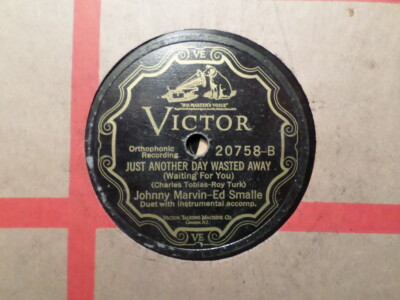 VE
"HIS MASTER'S VOICE"
VICTOR
Orthophonic
Recording.
20758-B
JUST ANOTHER DAY WASTED AWAY
(Waiting For You)
(Charles Tobias-Roy Turk)
Johnny Marvin-Ed Smalle
Duet with instrumental accomp.
VICTOR TALKING MACHINE CO.
CAMDEN, N.J.
VE